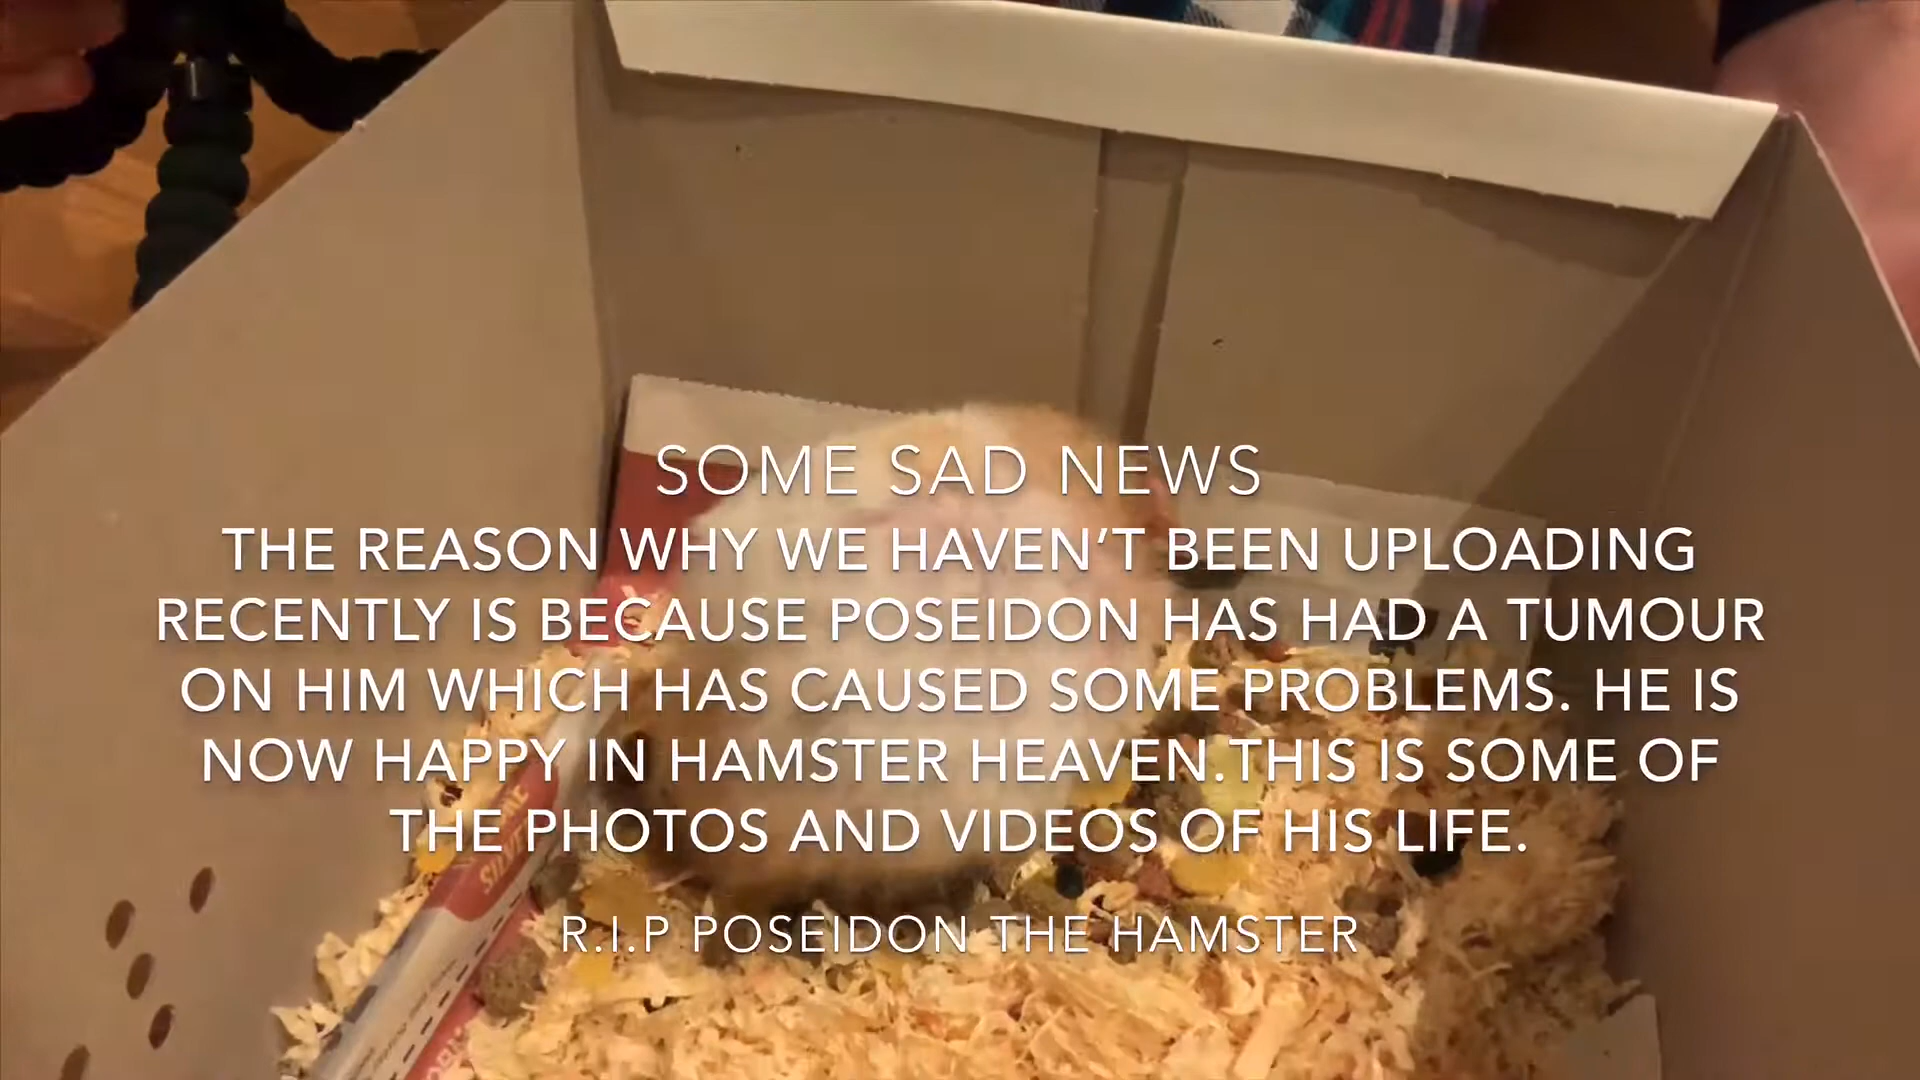 SOME SAD NEWS
THE REASON WHY WE HAVEN'T BEEN UPLOADING
RECENTLY IS BECAUSE POSEIDON HAS HAD A TUMOUR
ON HIM WHICH HAS CAUSED SOME PROBLEMS. HE IS
NOW HAPPY IN HAMSTER HEAVEN.THIS IS SOME OF
THE PHOTOS AND VIDEOS OF HIS LIFE.
R.I.P POSEIDON THE HAMSTER